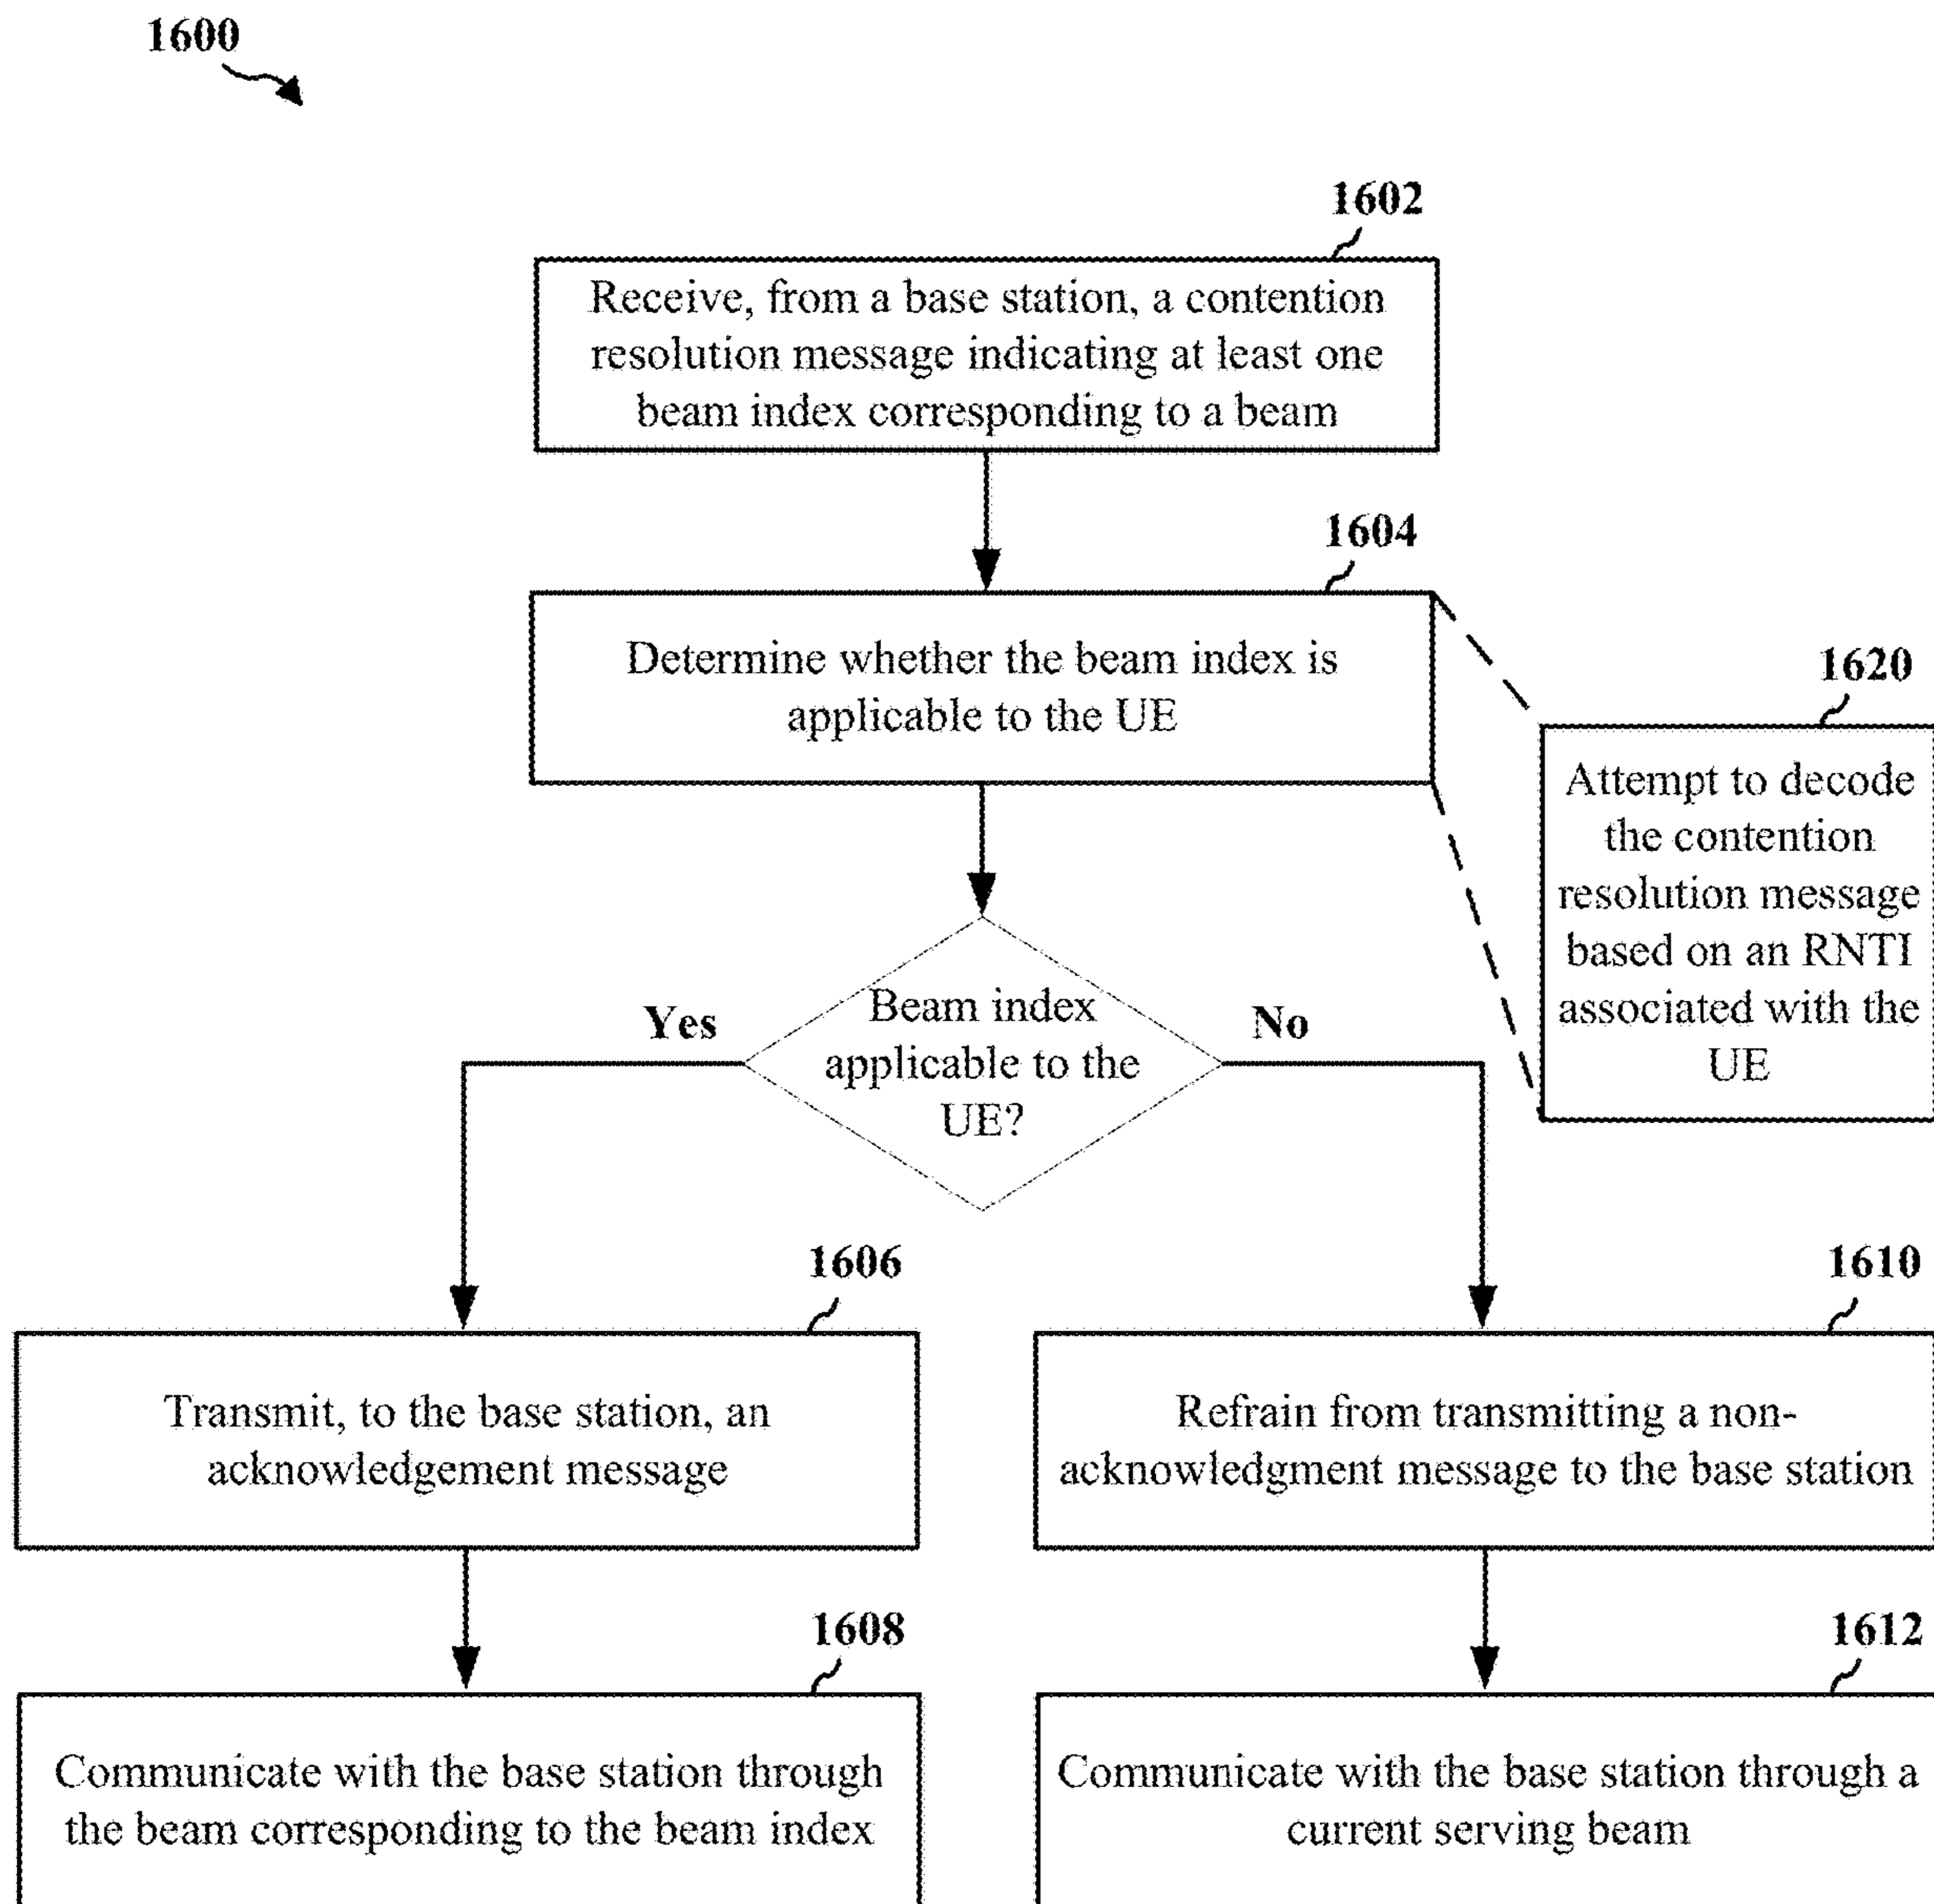 1600
1602
Receive, from a base station, a contention
resolution message indicating at least one
beam index corresponding to a beam
1604
Determine whether the beam index is
applicable to the UE
1620
Attempt to decode
the contention
resolution message
based on an RNTI
associated with the
UE
Beam index
applicable to the
UE?
Yes
No
1606
Transmit, to the base station, an
acknowledgement message
1610
Refrain from transmitting a non-
acknowledgment message to the base station
1608
Communicate with the base station through
the beam corresponding to the beam index
1612
Communicate with the base station through a
current serving beam